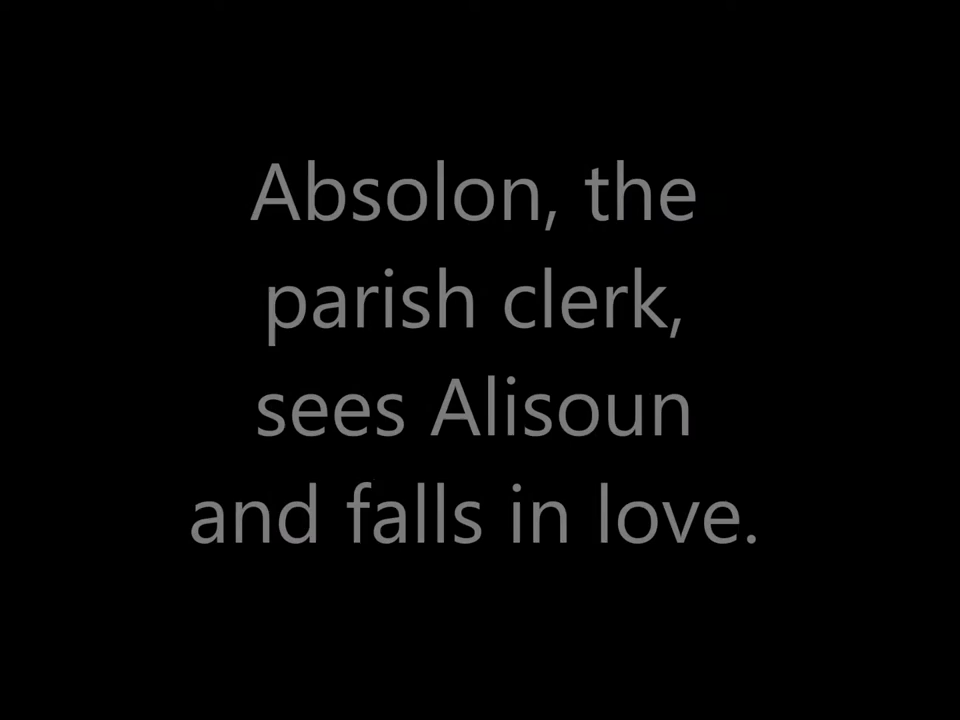 Absolon, the
parish clerk,
sees Alisoun
and falls in love.